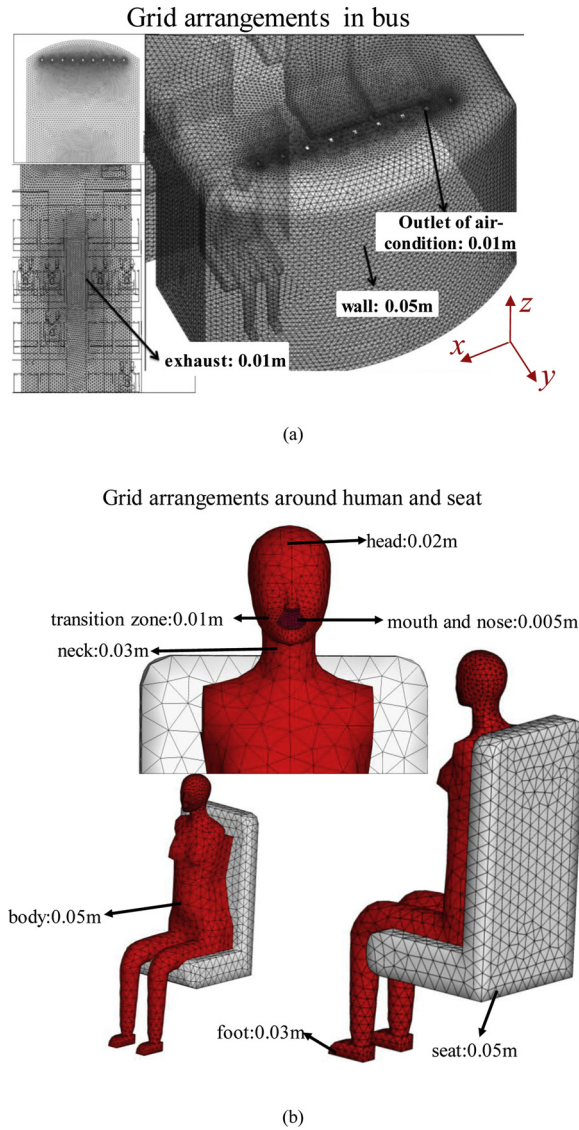 Grid arrangements in bus
Outlet of air-
condition: 0.01m
wall: 0.05m
exhaust: 0.01m
z
x
y
(a)
Grid arrangements around human and seat
head:0.02m
transition zone:0.01m
mouth and nose:0.005m
neck:0.03m
body:0.05m
foot:0.03m
seat:0.05m
(b)